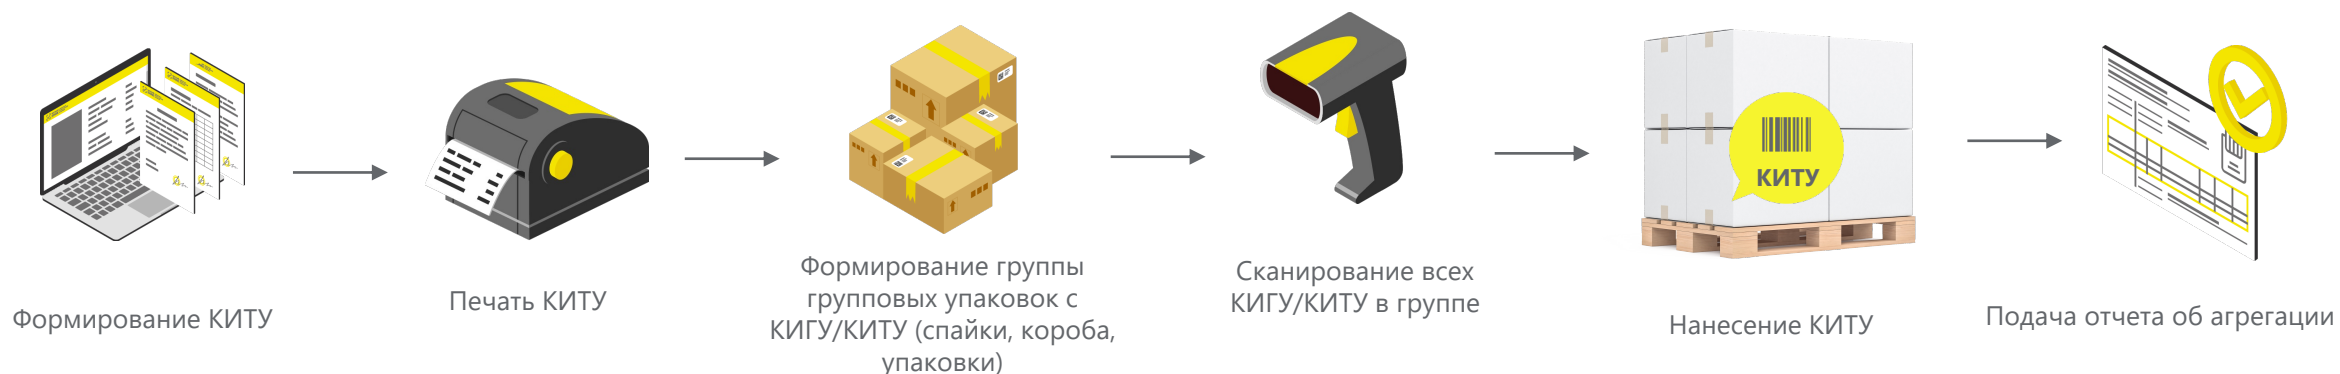 Формирование КИТУ
Печать КИТУ
Формирование группы
групповых упаковок с
КИГУ/КИТУ (спайки, короба,
упаковки)
Сканирование всех
КИГУ/КИТУ в группе
КИТУ
Нанесение КИТУ
Подача отчета об агрегации